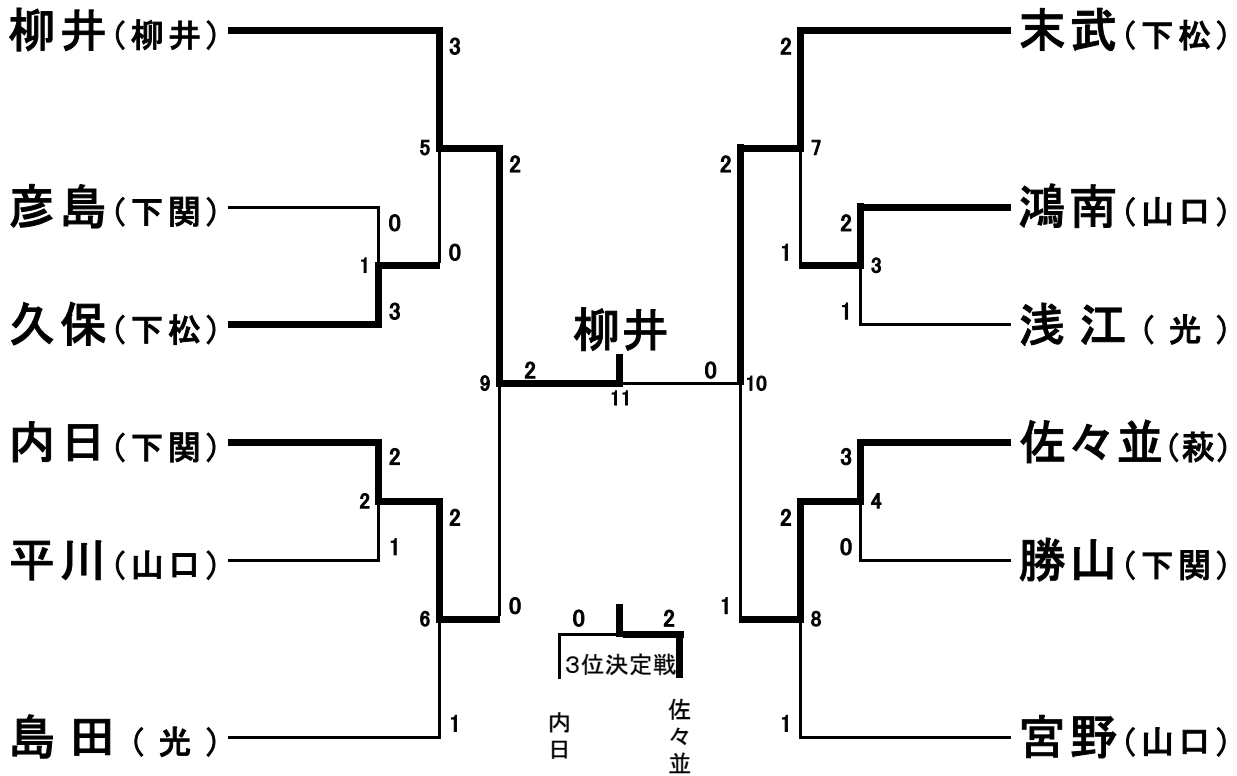 柳井(柳井)
3
5
2
彦島(下関)
0
1
0
久保(下松)
3
9
2
内日(下関)
2
2
2
平川(山口)
1
6
0
島田(光)
1
柳井
11
末武(下松)
2
7
2
鴻南(山口)
2
1
3
浅江(光)
1
0
10
佐々並(萩)
3
4
2
勝山(下関)
0
1
8
宮野(山口)
1
0
2
3位決定戦
内日
佐々並